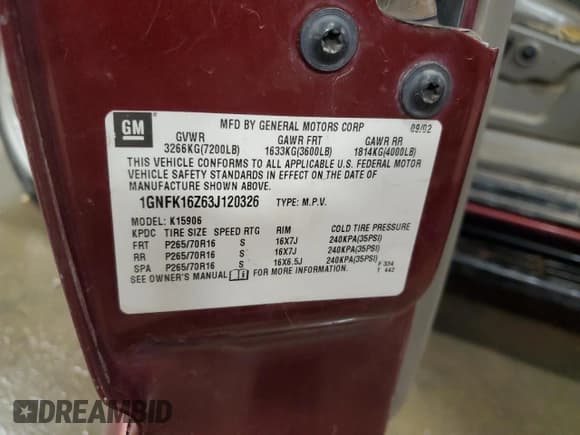 GM MFD BY GENERAL MOTORS CORP 09/02
GVWR GAWR FRT GAWR RR
3266KG(7200LB) 1633KG(3600LB) 1814KG(4000LB)
THIS VEHICLE CONFORMS TO ALL APPLICABLE U.S. FEDERAL MOTOR
VEHICLE SAFETY STANDARDS IN EFFECT ON THE DATE OF MANUFACTURE
SHOWN ABOVE.
1GNFK16Z63J120326 TYPE: M.P.V.
MODEL: K15906
KPDC TIRE SIZE SPEED RTG RIM COLD TIRE PRESSURE
FRT P265/70R16 S 16X7J 240KPA(35PSI)
RR P265/70R16 S 16X7J 240KPA(35PSI)
SPA P265/70R16 S 16X6.5J 240KPA(35PSI)
SEE OWNER'S MANUAL FOR MORE INFORMATION.
F 334
T 442
DREAMBID